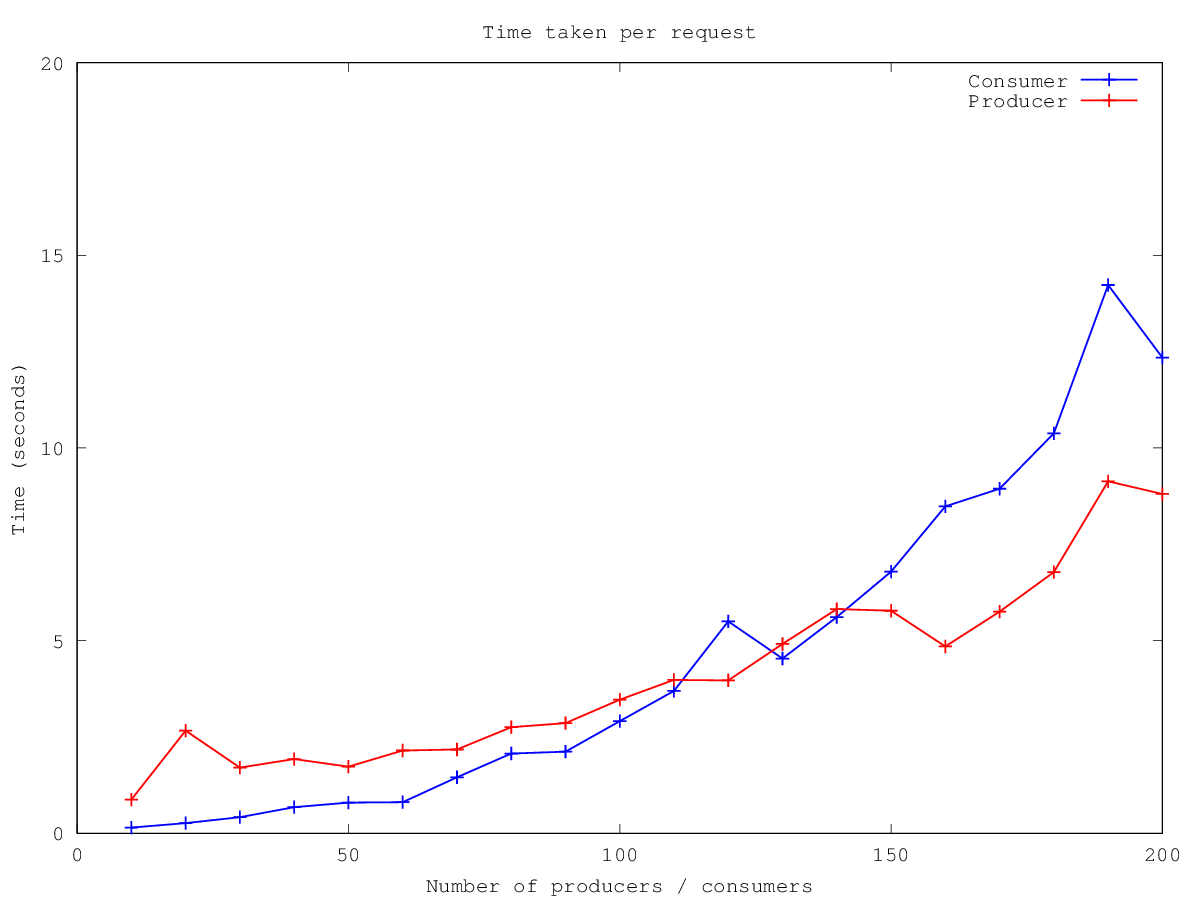 Time taken per request
Consumer
Producer
20
15
10
5
0
Time (seconds)
0 50 100 150 200
Number of producers / consumers